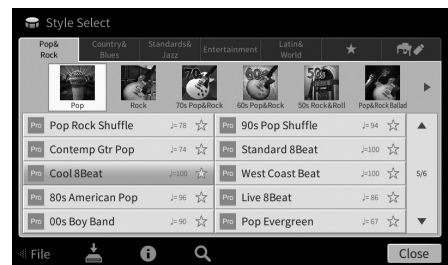 Style Select
Pop& Rock
Country& Blues
Standards& Jazz
Entertainment
Latin& World
70s
60s
50s
Pop
Rock
70s Pop&Rock
60s Pop&Rock
50s Rock&Roll
Pop&Rock Ballad
Pro Pop Rock Shuffle ♩= 78
Pro 90s Pop Shuffle ♩= 94
Pro Contemp Gtr Pop ♩= 74
Pro Standard 8Beat ♩=100
Pro Cool 8Beat ♩=100
Pro West Coast Beat ♩=100
5/6
Pro 80s American Pop ♩= 96
Pro Live 8Beat ♩= 86
Pro 00s Boy Band ♩= 90
Pro Pop Evergreen ♩= 67
File
Close